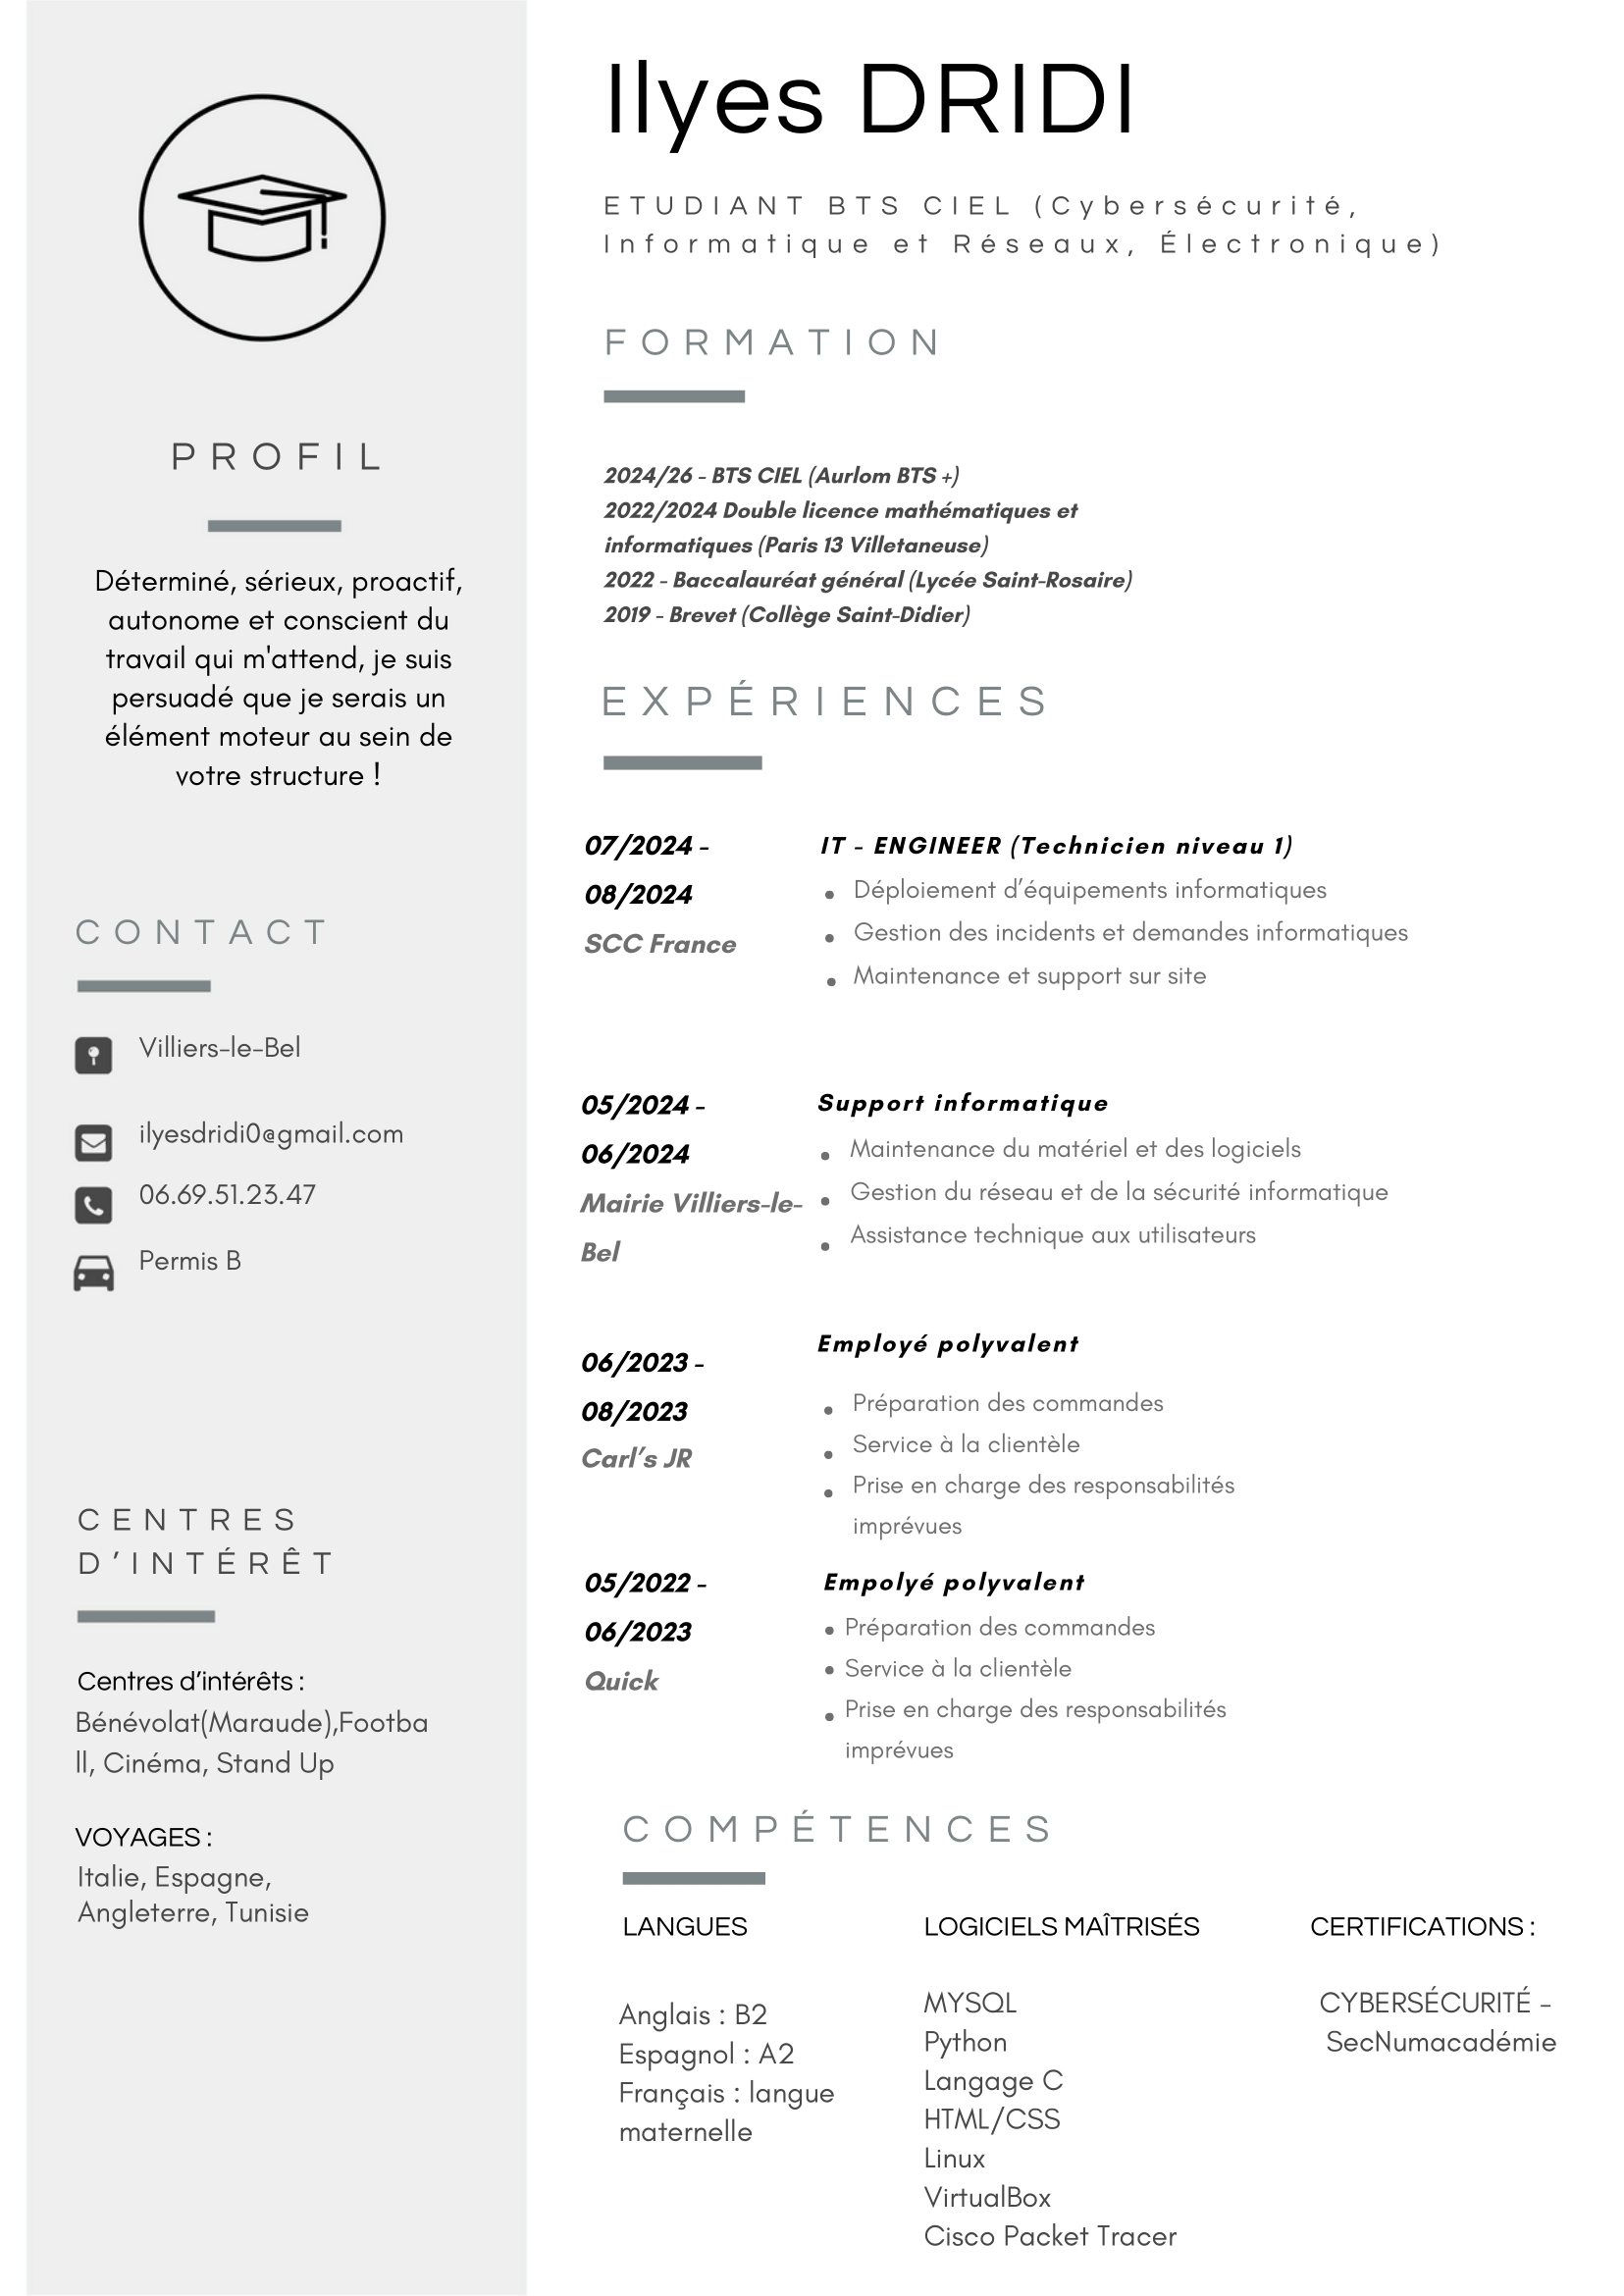 Ilyes DRIDI
ETUDIANT BTS CIEL (Cybersécurité,
Informatique et Réseaux, Électronique)
PROFIL
Déterminé, sérieux, proactif,
autonome et conscient du
travail qui m'attend, je suis
persuadé que je serais un
élément moteur au sein de
votre structure !
CONTACT
Villiers-le-Bel
ilyesdridi0@gmail.com
06.69.51.23.47
Permis B
CENTRES
D’INTÉRÊT
Centres d’intérêts :
Bénévolat(Maraude),Footba
ll, Cinéma, Stand Up
VOYAGES :
Italie, Espagne,
Angleterre, Tunisie
FORMATION
2024/26 - BTS CIEL (Aurlom BTS +)
2022/2024 Double licence mathématiques et
informatiques (Paris 13 Villetaneuse)
2022 - Baccalauréat général (Lycée Saint-Rosaire)
2019 - Brevet (Collège Saint-Didier)
EXPÉRIENCES
07/2024 -
08/2024
SCC France
IT - ENGINEER (Technicien niveau 1)
• Déploiement d’équipements informatiques
• Gestion des incidents et demandes informatiques
• Maintenance et support sur site
05/2024 -
06/2024
Mairie Villiers-le-
Bel
Support informatique
• Maintenance du matériel et des logiciels
• Gestion du réseau et de la sécurité informatique
• Assistance technique aux utilisateurs
06/2023 -
08/2023
Carl’s JR
Employé polyvalent
• Préparation des commandes
• Service à la clientèle
• Prise en charge des responsabilités
imprévues
05/2022 -
06/2023
Quick
Empolyé polyvalent
• Préparation des commandes
• Service à la clientèle
• Prise en charge des responsabilités
imprévues
COMPÉTENCES
LANGUES
Anglais : B2
Espagnol : A2
Français : langue
maternelle
LOGICIELS MAÎTRISÉS
MYSQL
Python
Langage C
HTML/CSS
Linux
VirtualBox
Cisco Packet Tracer
CERTIFICATIONS :
CYBERSÉCURITÉ -
SecNumacadémie